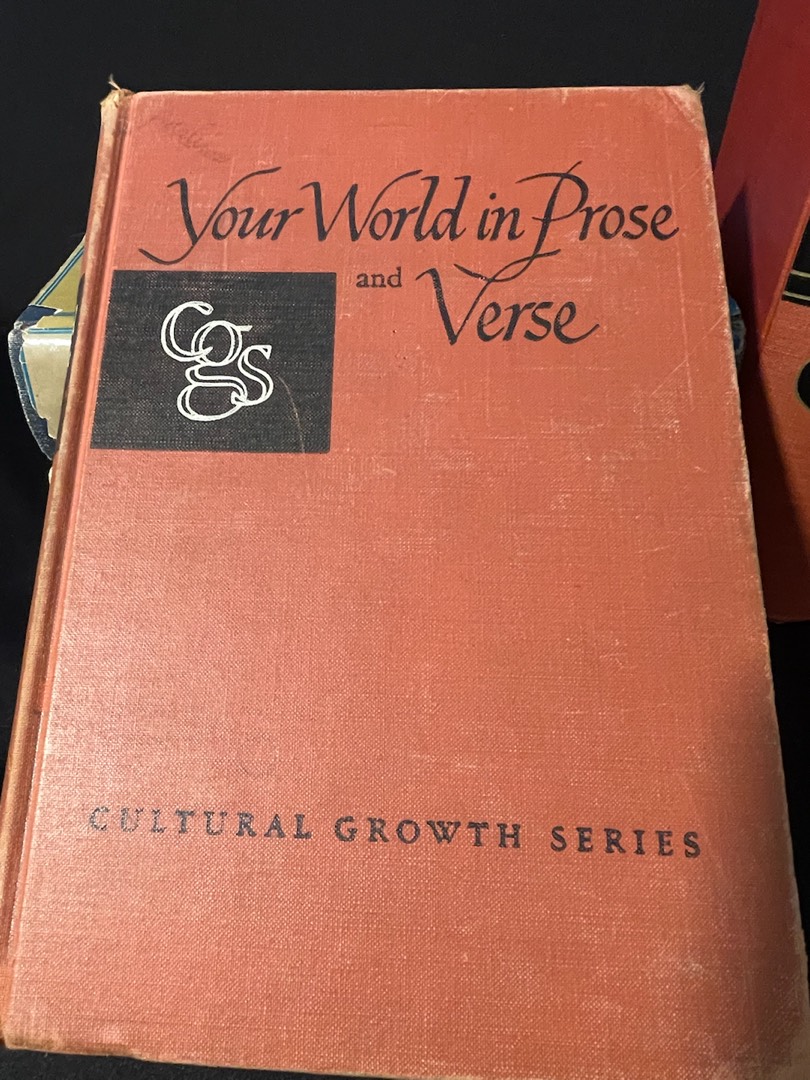 Your World in Prose
and Verse
CgS
CULTURAL GROWTH SERIES